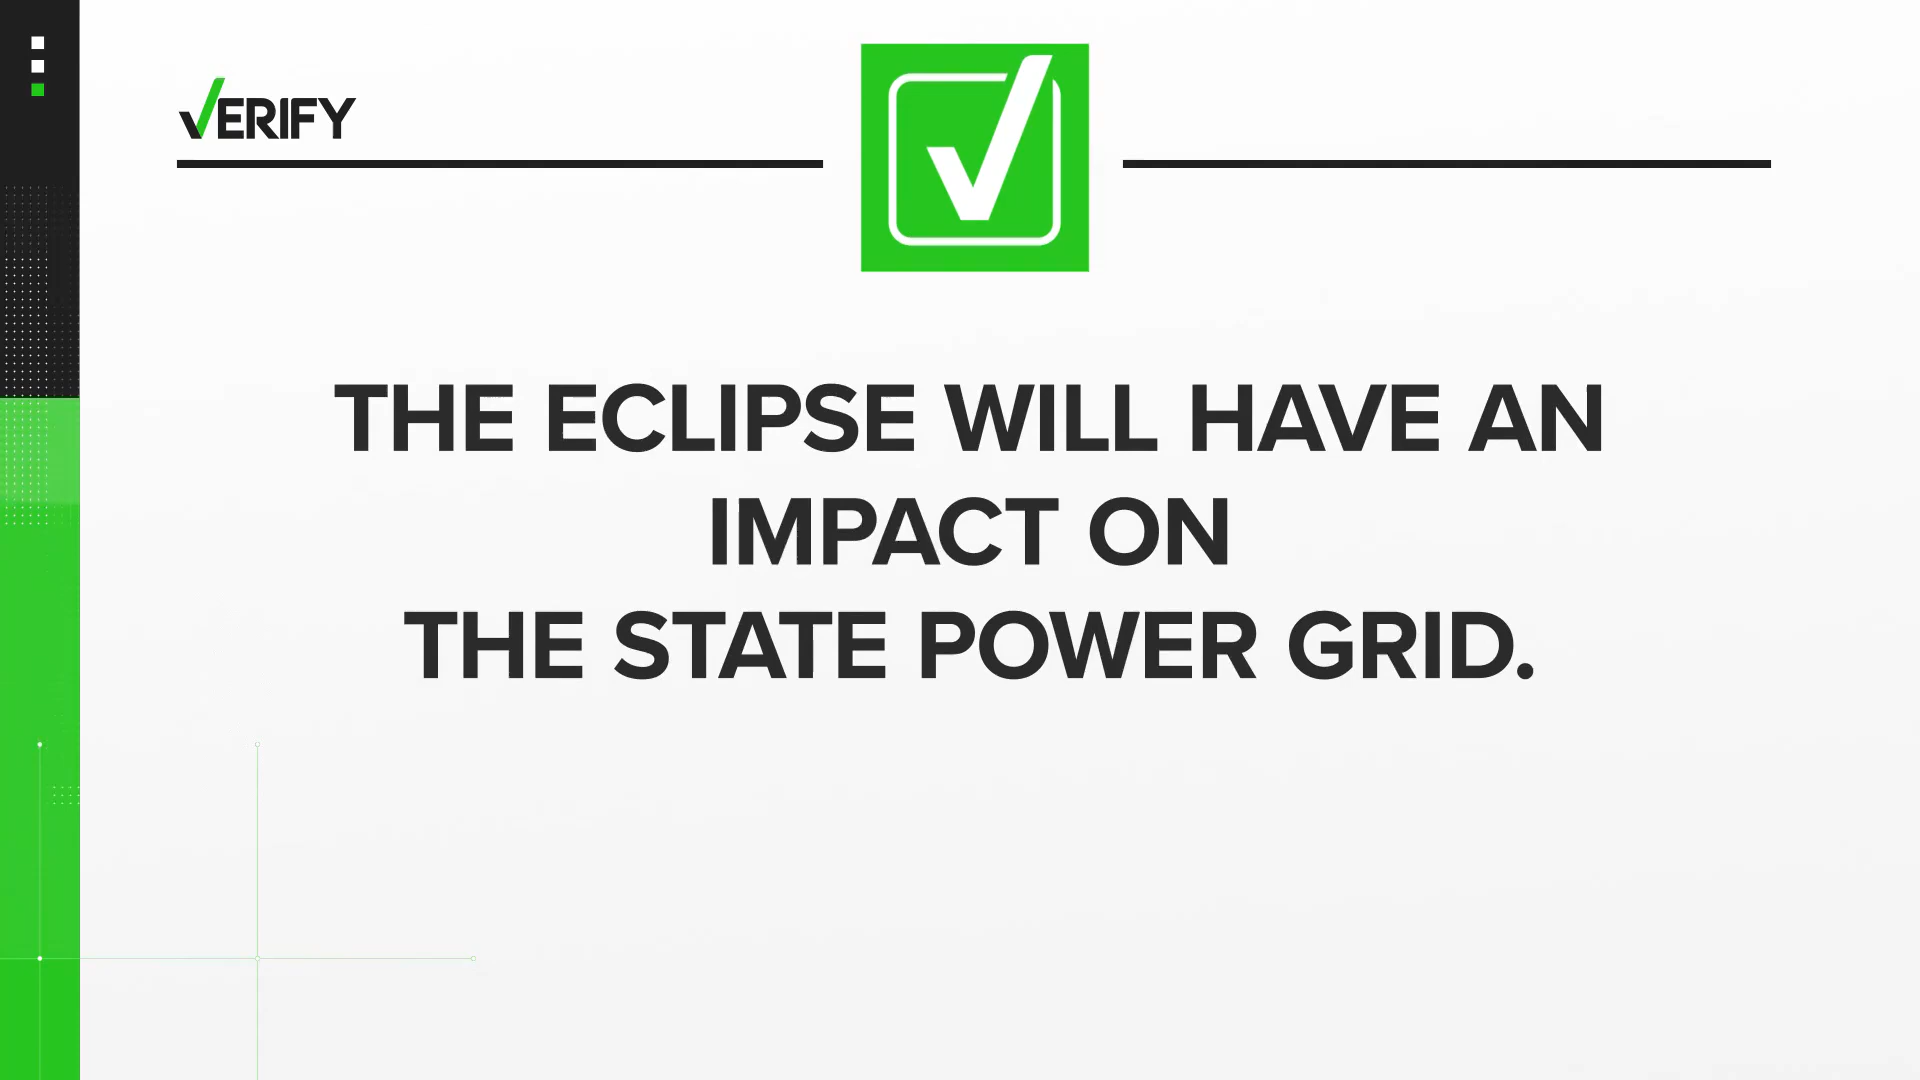 VERIFY
THE ECLIPSE WILL HAVE AN
IMPACT ON
THE STATE POWER GRID.